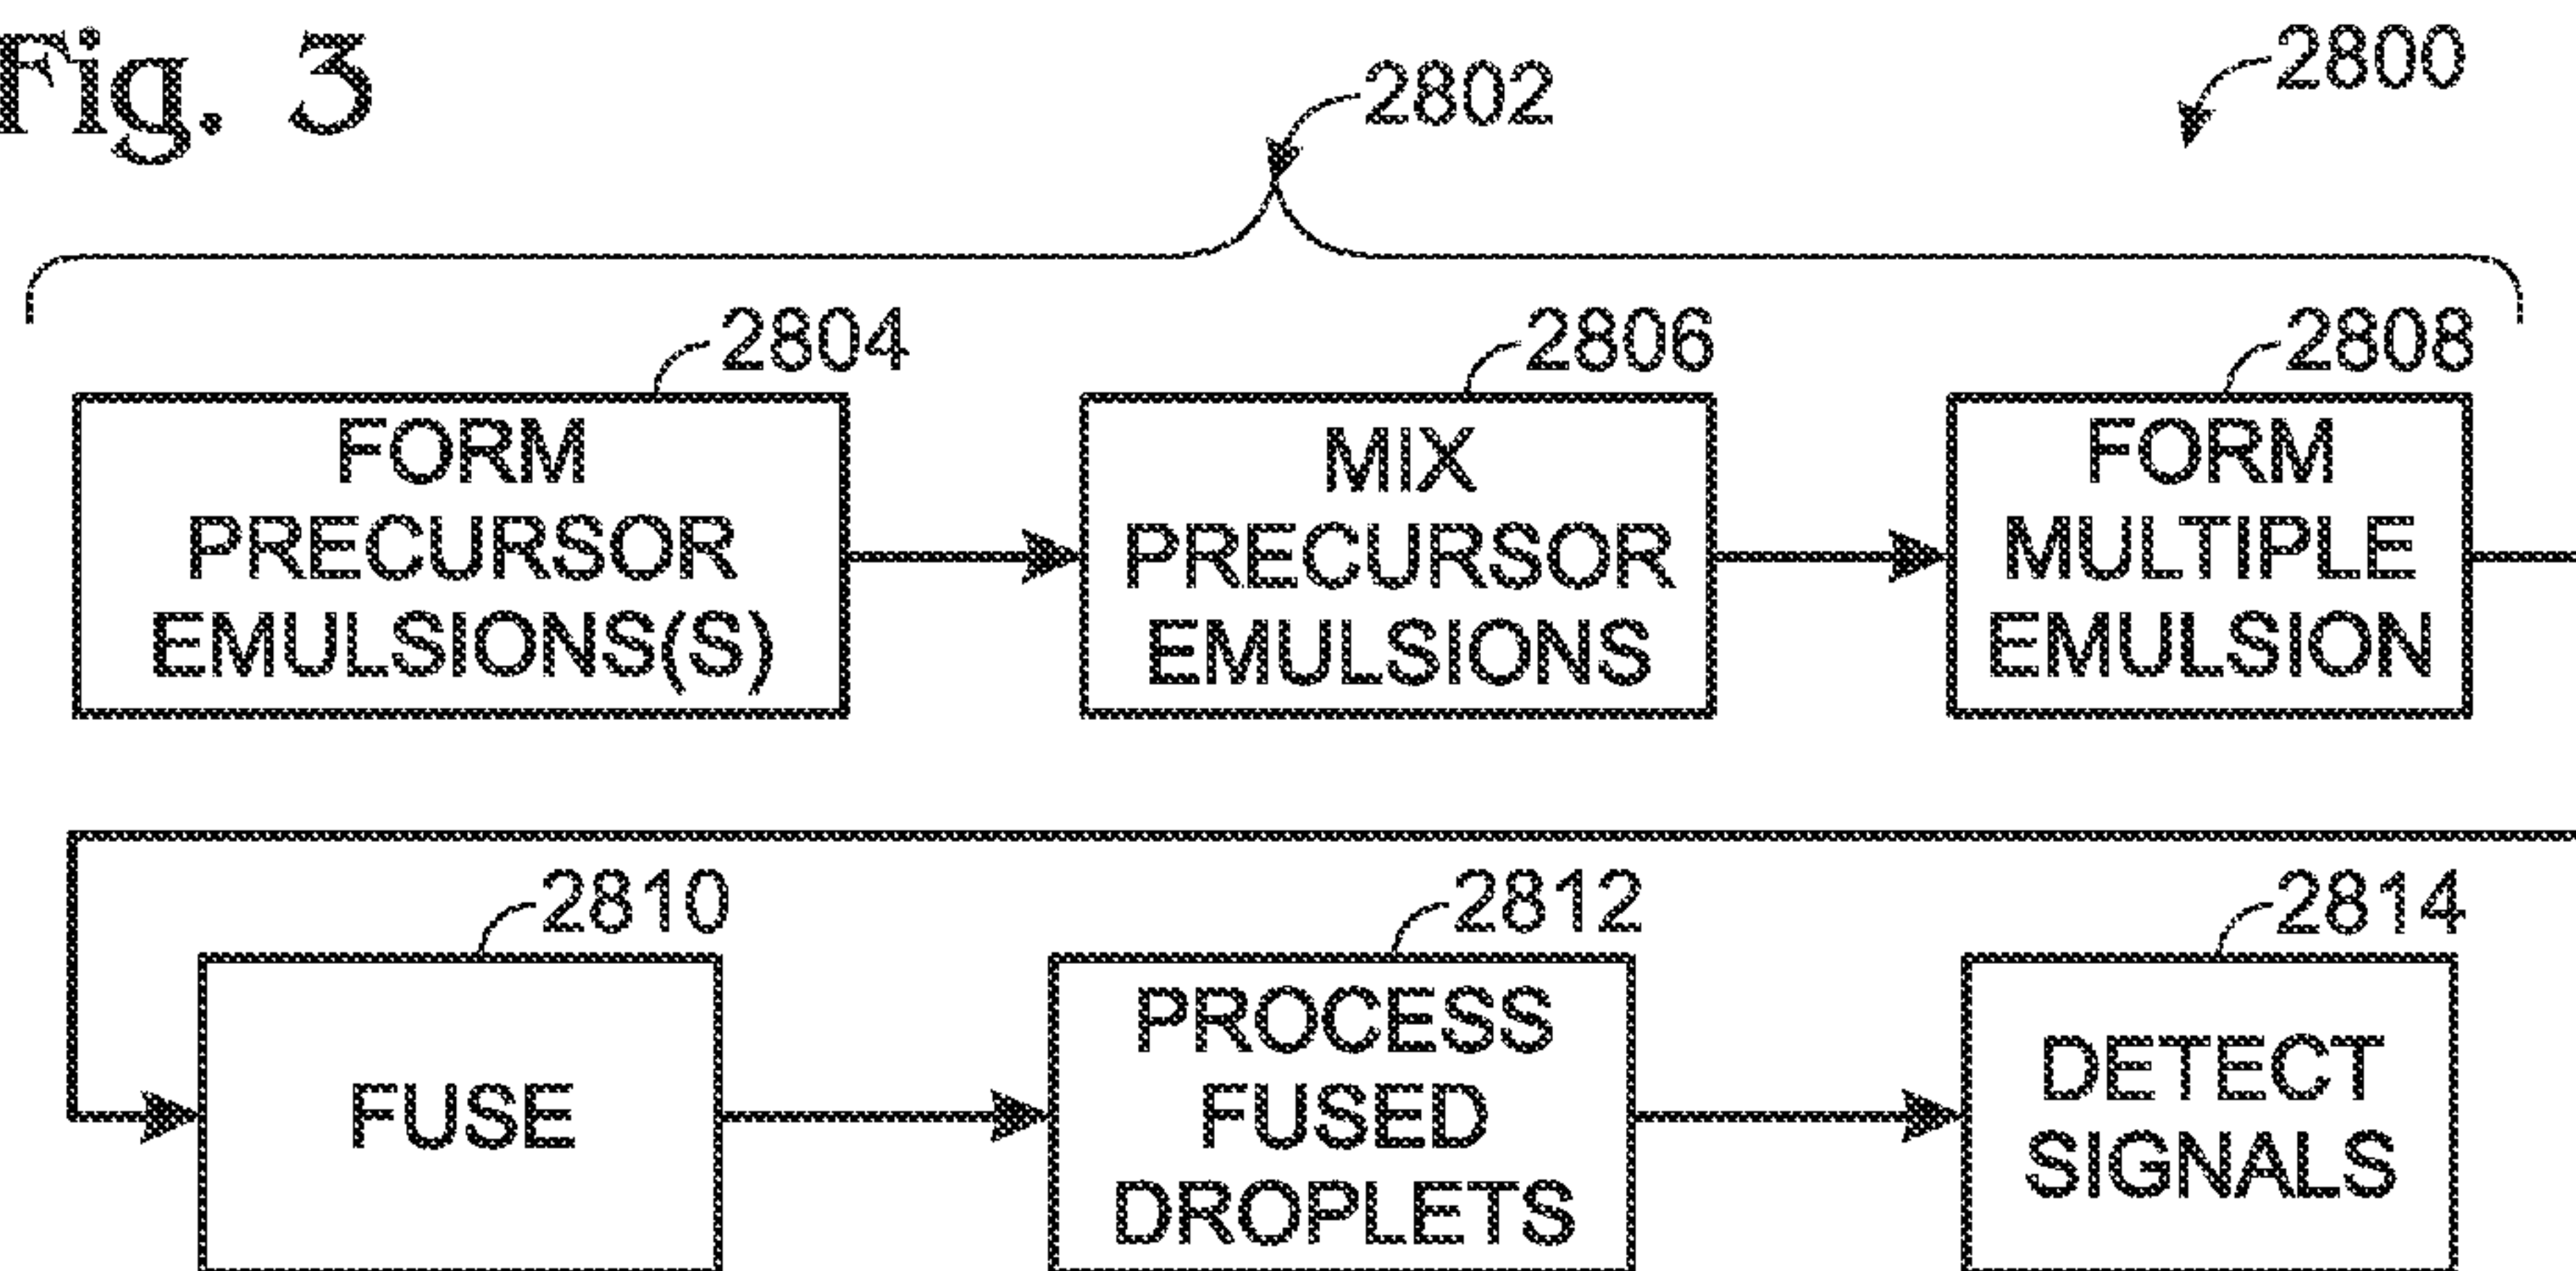 Fig. 3
2802
2800
2804
2806
2808
FORM
PRECURSOR
EMULSIONS(S)
MIX
PRECURSOR
EMULSIONS
FORM
MULTIPLE
EMULSION
2810
2812
2814
FUSE
PROCESS
FUSED
DROPLETS
DETECT
SIGNALS